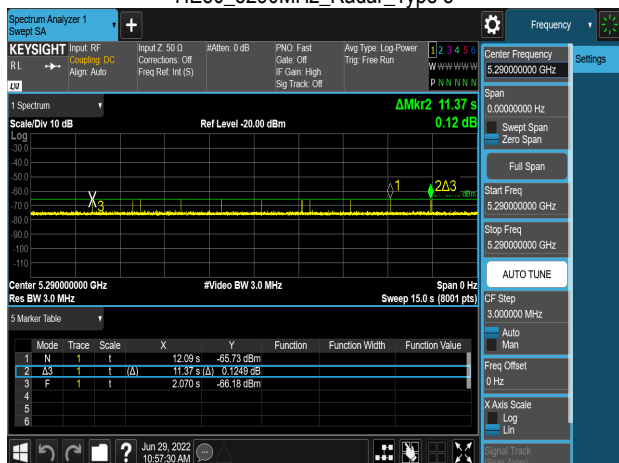 Spectrum Analyzer 1
Swept SA
Frequency
KEYSIGHT
RL
Input: RF
Coupling: DC
Align: Auto
Input Z: 50 Ω
Corrections: Off
Freq Ref: Int (S)
#Atten: 0 dB
PNO: Fast
Gate: Off
IF Gain: High
Sig Track: Off
Avg Type: Log-Power
Trig: Free Run
1 2 3 4 5 6
W W W W W W
P N N N N N
LXI
1 Spectrum
Scale/Div 10 dB
Ref Level -20.00 dBm
ΔMkr2 11.37 s
0.12 dB
Log
-30.0
-40.0
-50.0
-60.0
-70.0
-80.0
-90.0
-100
-110
3
1
2Δ3
dBm
Center 5.290000000 GHz
#Video BW 3.0 MHz
Span 0 Hz
Res BW 3.0 MHz
Sweep 15.0 s (8001 pts)
5 Marker Table
Mode Trace Scale X Y Function Function Width Function Value
1 N 1 t 12.09 s -65.73 dBm
2 Δ3 1 t (Δ) 11.37 s (Δ) 0.1249 dB
3 F 1 t 2.070 s -66.18 dBm
4
5
6
Jun 29, 2022
10:57:30 AM
Center Frequency
5.290000000 GHz
Settings
Span
0.00000000 Hz
Swept Span
Zero Span
Full Span
Start Freq
5.290000000 GHz
Stop Freq
5.290000000 GHz
AUTO TUNE
CF Step
3.000000 MHz
Auto
Man
Freq Offset
0 Hz
X Axis Scale
Log
Lin
Signal Track